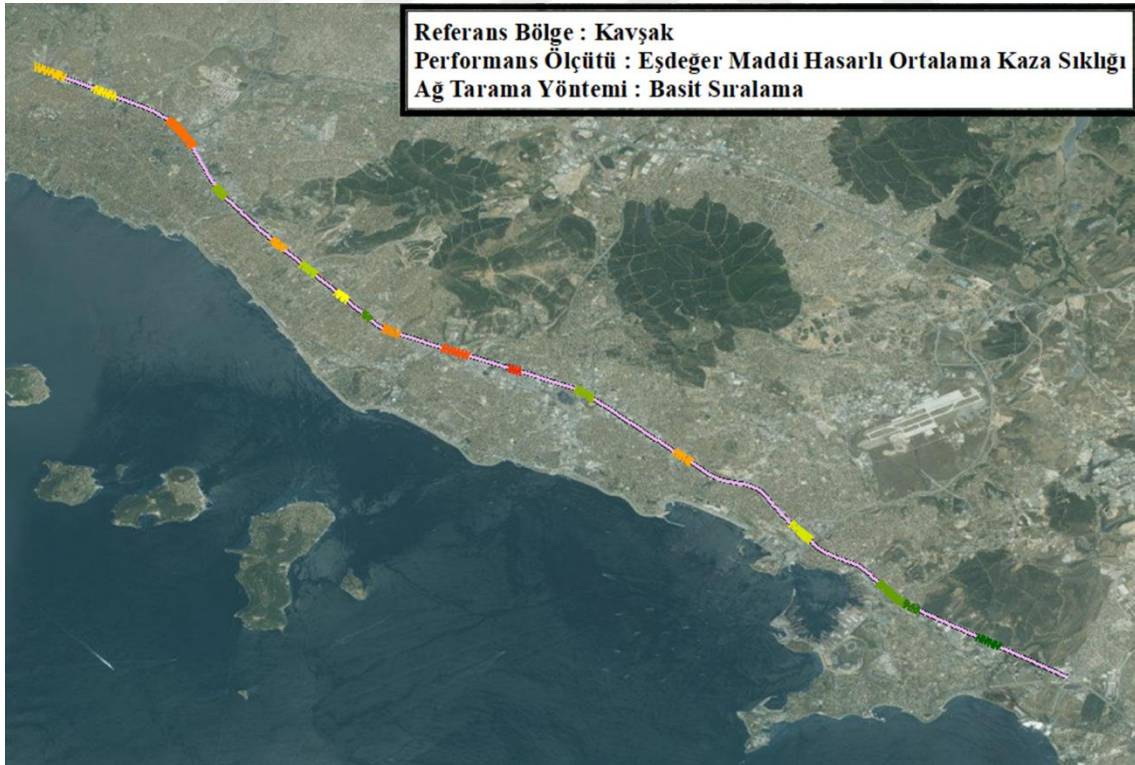 Referans Bölge : Kavşak
Performans Ölçütü : Eşdeğer Maddi Hasarlı Ortalama Kaza Sıklığı
Ağ Tarama Yöntemi : Basit Sıralama